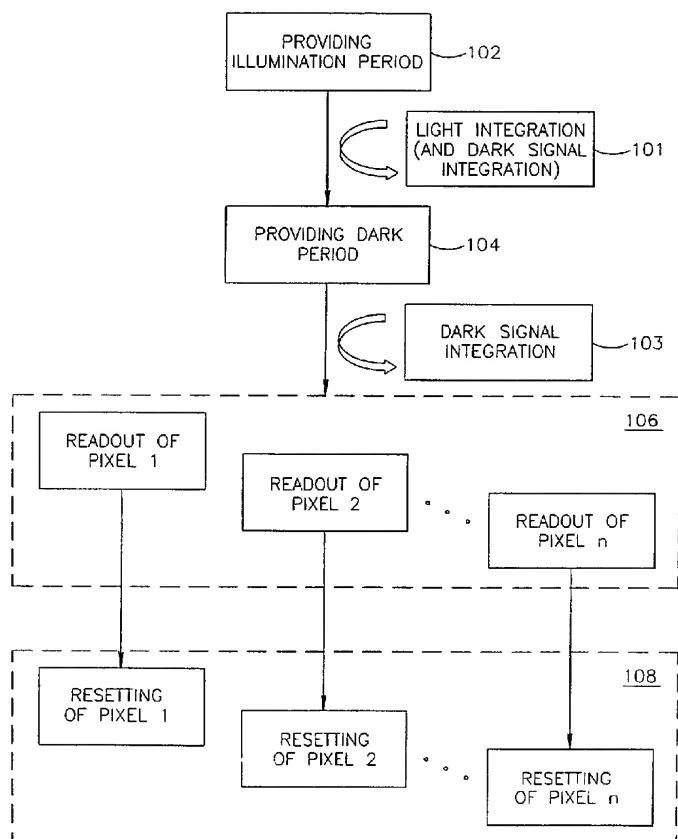 PROVIDING
ILLUMINATION PERIOD
102
LIGHT INTEGRATION
(AND DARK SIGNAL
INTEGRATION)
101
PROVIDING DARK
PERIOD
104
DARK SIGNAL
INTEGRATION
103
106
READOUT OF
PIXEL 1
READOUT OF
PIXEL 2
READOUT OF
PIXEL n
108
RESETTING
OF PIXEL 1
RESETTING
OF PIXEL 2
RESETTING
OF PIXEL n